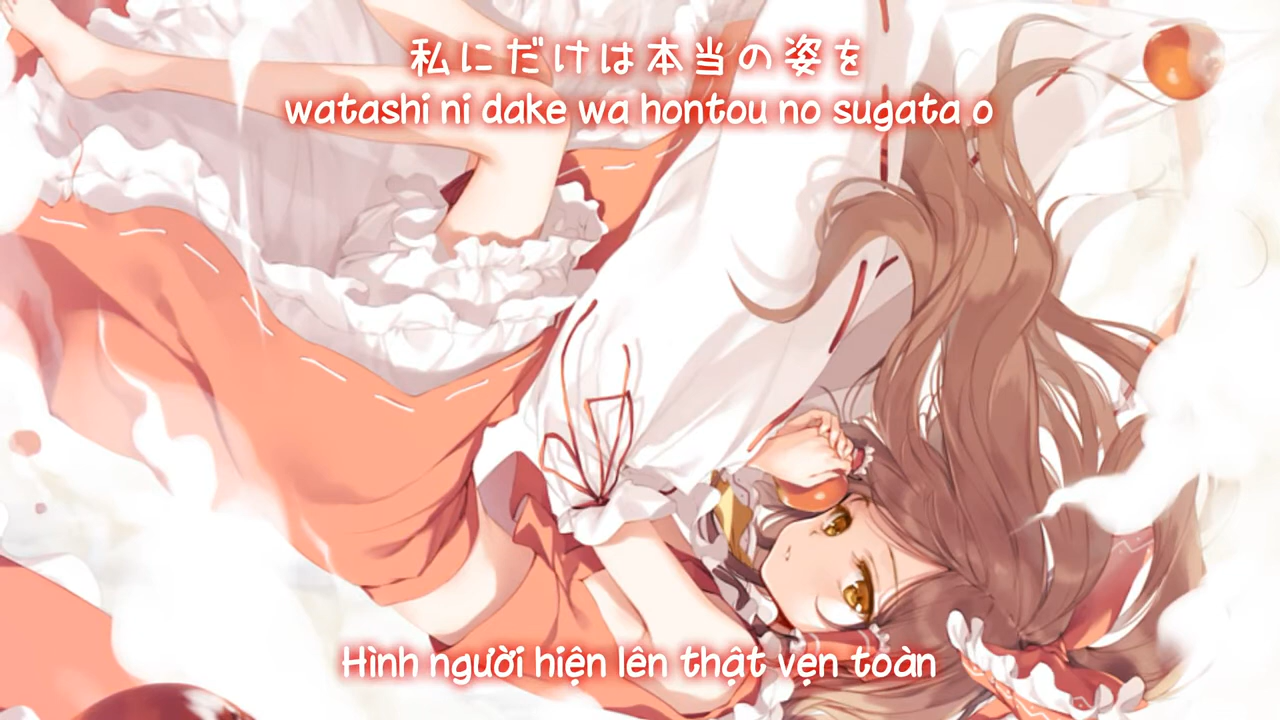 私にだけは本当の姿を
watashi ni dake wa hontou no sugata o
Hình người hiện lên thật vẹn toàn